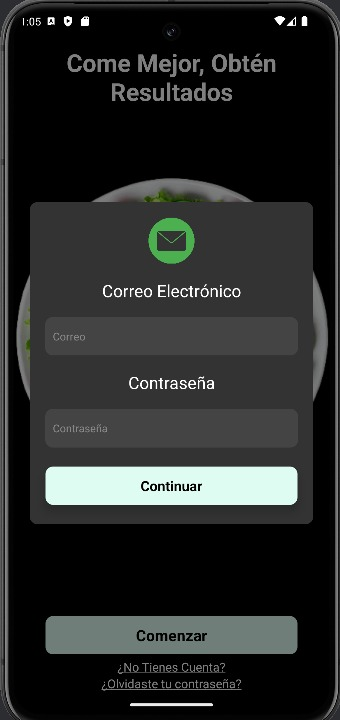 1:05
Come Mejor, Obtén
Resultados
Correo Electrónico
Correo
Contraseña
Contraseña
Continuar
Comenzar
¿No Tienes Cuenta?
¿Olvidaste tu contraseña?